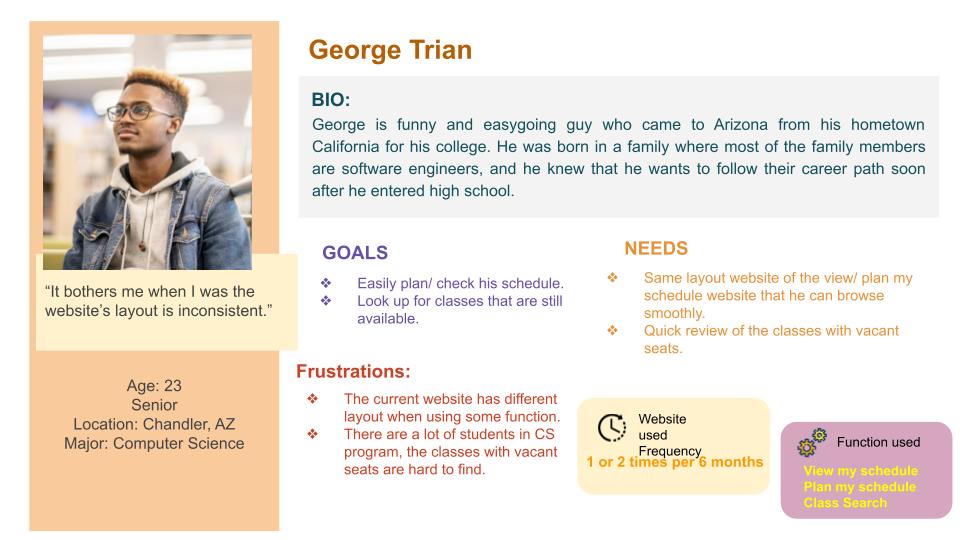 George Trian
BIO:
George is funny and easygoing guy who came to Arizona from his hometown
California for his college. He was born in a family where most of the family members
are software engineers, and he knew that he wants to follow their career path soon
after he entered high school.
“It bothers me when I was the
website’s layout is inconsistent.”
Age: 23
Senior
Location: Chandler, AZ
Major: Computer Science
GOALS
❖ Easily plan/ check his schedule.
❖ Look up for classes that are still
available.
NEEDS
❖ Same layout website of the view/ plan my
schedule website that he can browse
smoothly.
❖ Quick review of the classes with vacant
seats.
Frustrations:
❖ The current website has different
layout when using some function.
❖ There are a lot of students in CS
program, the classes with vacant
seats are hard to find.
Website
used
Frequency
1 or 2 times per 6 months
Function used
View my schedule
Plan my schedule
Class Search